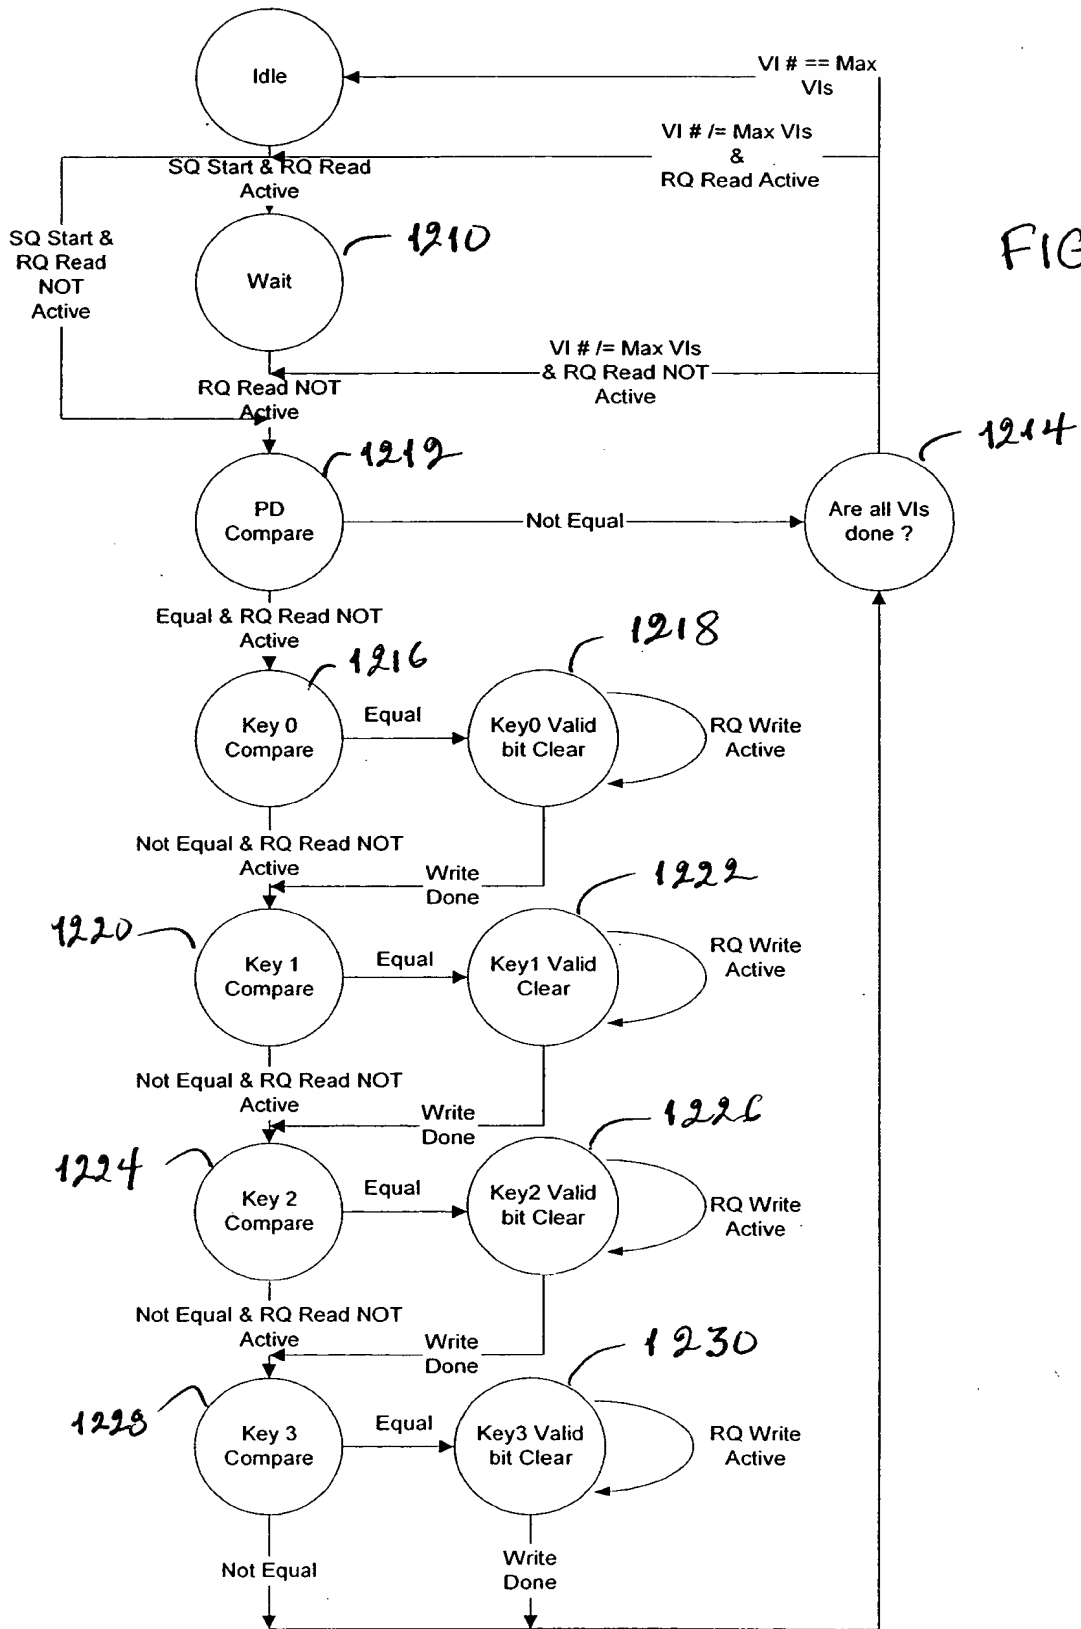 Idle
VI # == Max
VIs
VI # /= Max VIs
&
RQ Read Active
SQ Start & RQ Read
Active
SQ Start &
RQ Read
NOT
Active
1210
Wait
FIG
VI # /= Max VIs
& RQ Read NOT
Active
RQ Read NOT
Active
1212
1214
PD
Compare
Not Equal
Are all VIs
done ?
Equal & RQ Read NOT
Active
1216
1218
Key 0
Compare
Equal
Key0 Valid
bit Clear
RQ Write
Active
Not Equal & RQ Read NOT
Active
Write
Done
1220
1222
Key 1
Compare
Equal
Key1 Valid
Clear
RQ Write
Active
Not Equal & RQ Read NOT
Active
Write
Done
1224
1226
Key 2
Compare
Equal
Key2 Valid
bit Clear
RQ Write
Active
Not Equal & RQ Read NOT
Active
Write
Done
1228
1230
Key 3
Compare
Equal
Key3 Valid
bit Clear
RQ Write
Active
Not Equal
Write
Done